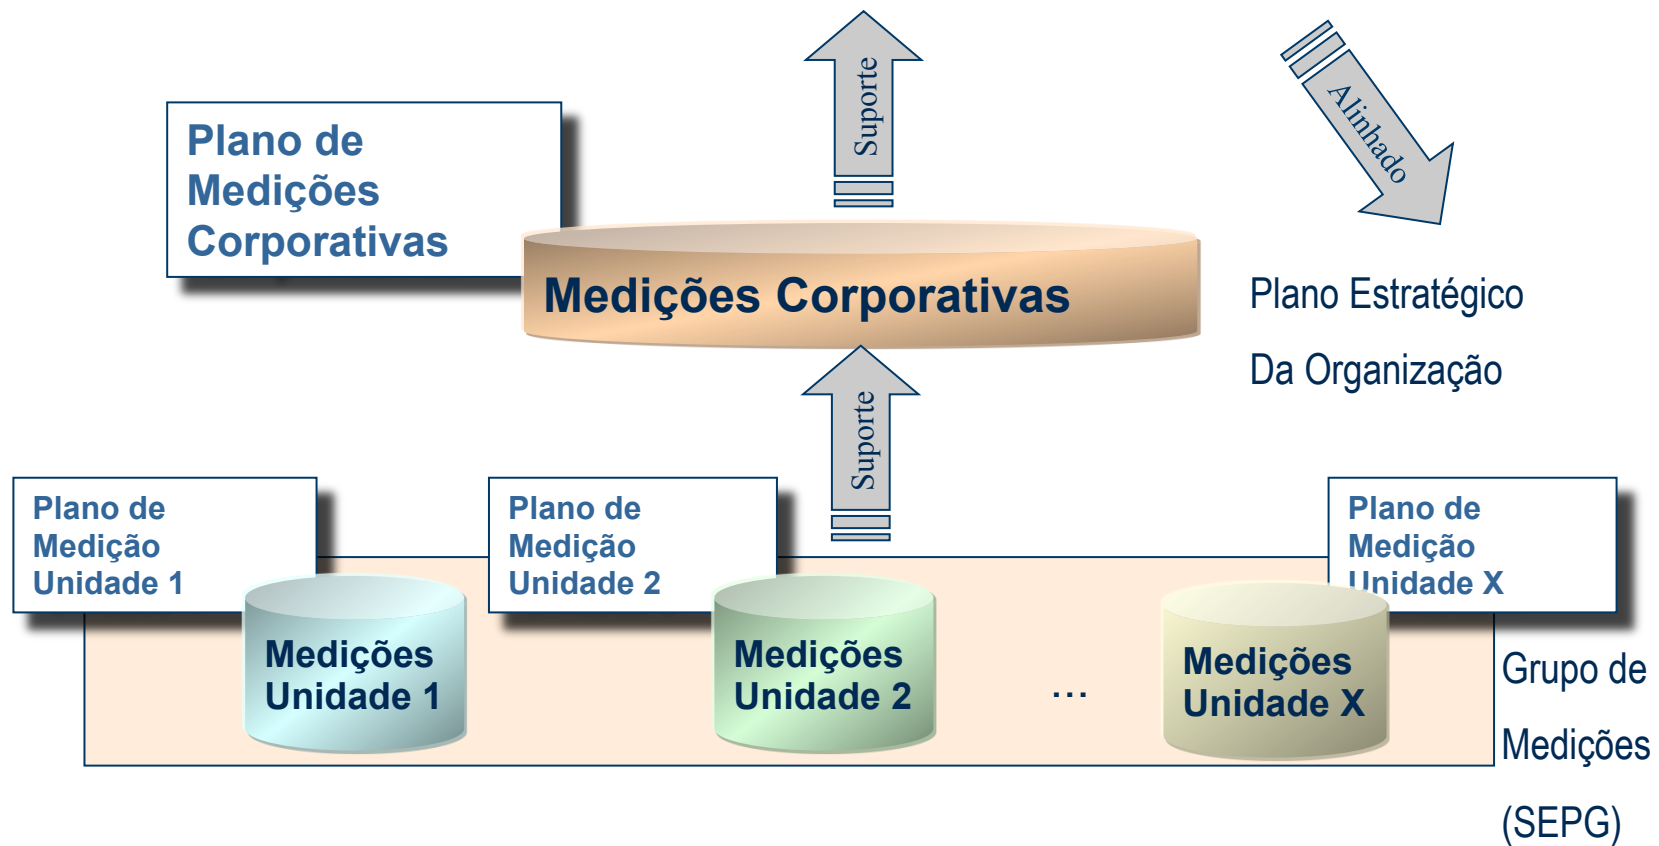 Suporte
Alinhado
Plano de
Medições
Corporativas
Medições Corporativas
Plano Estratégico
Da Organização
Suporte
Plano de
Medição
Unidade 1
Plano de
Medição
Unidade 2
Plano de
Medição
Unidade X
Medições
Unidade 1
Medições
Unidade 2
...
Medições
Unidade X
Grupo de
Medições
(SEPG)